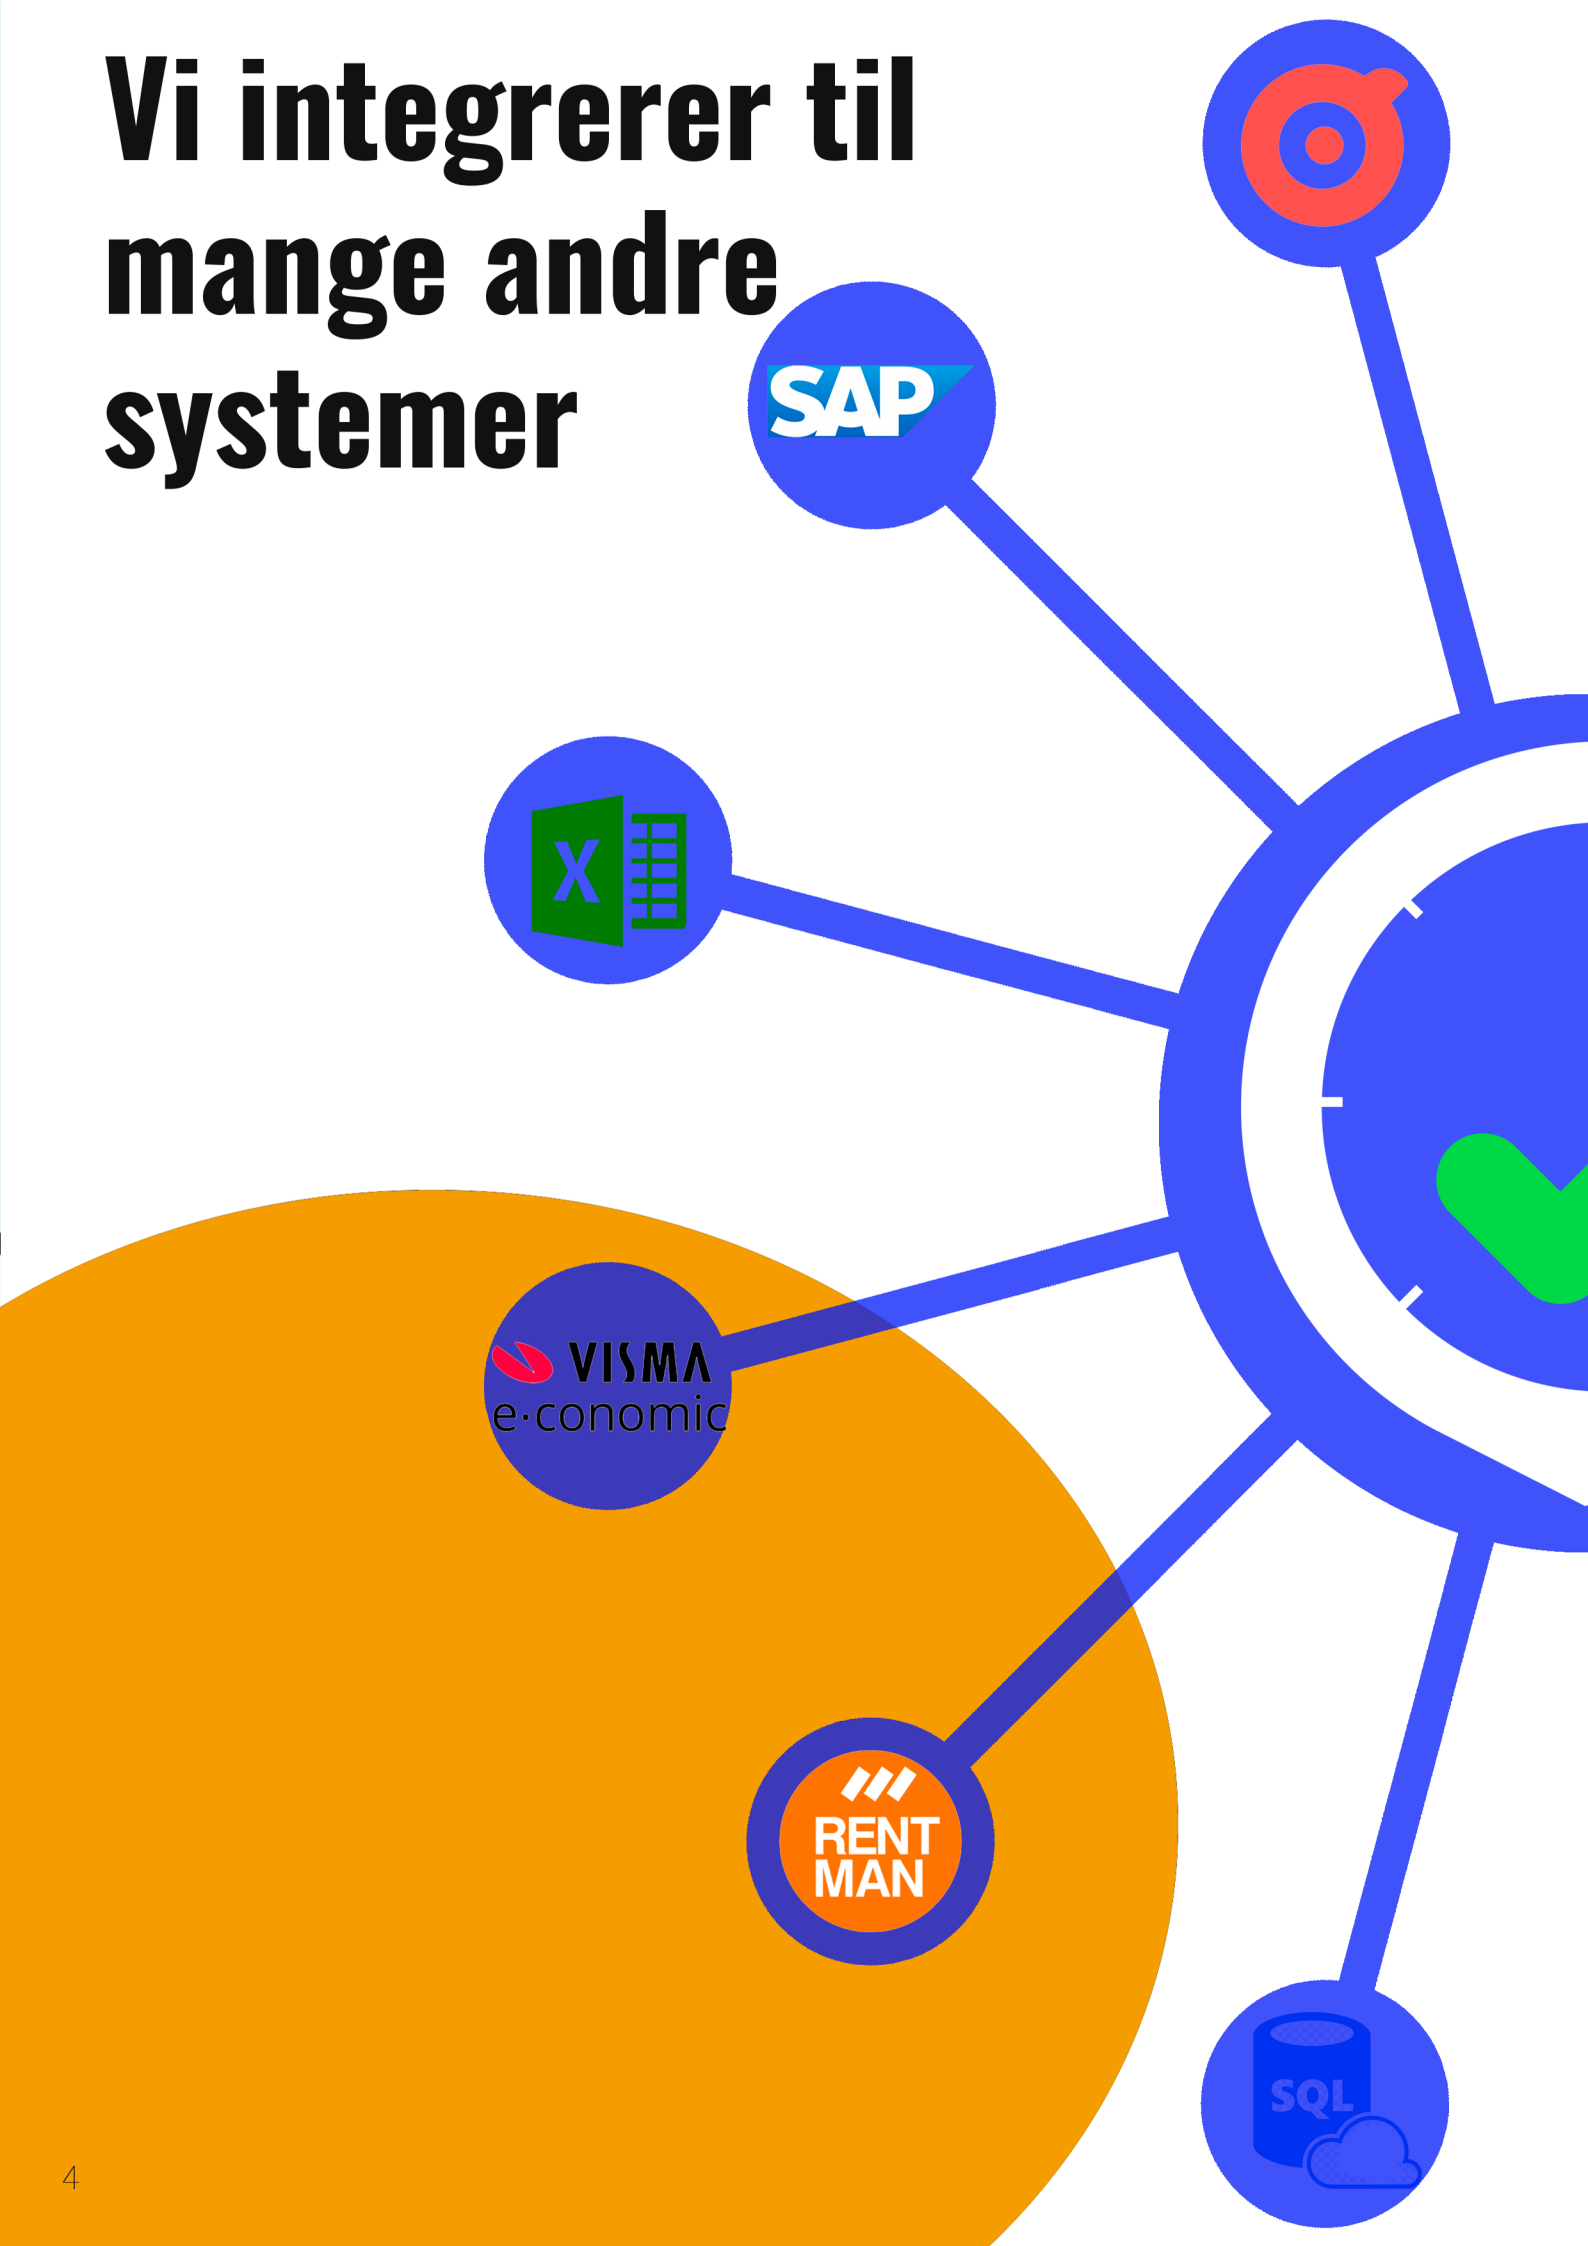 Vi integrerer til
mange andre
systemer
SAP
X
VISMA
e·conomic
RENT
MAN
SQL
4